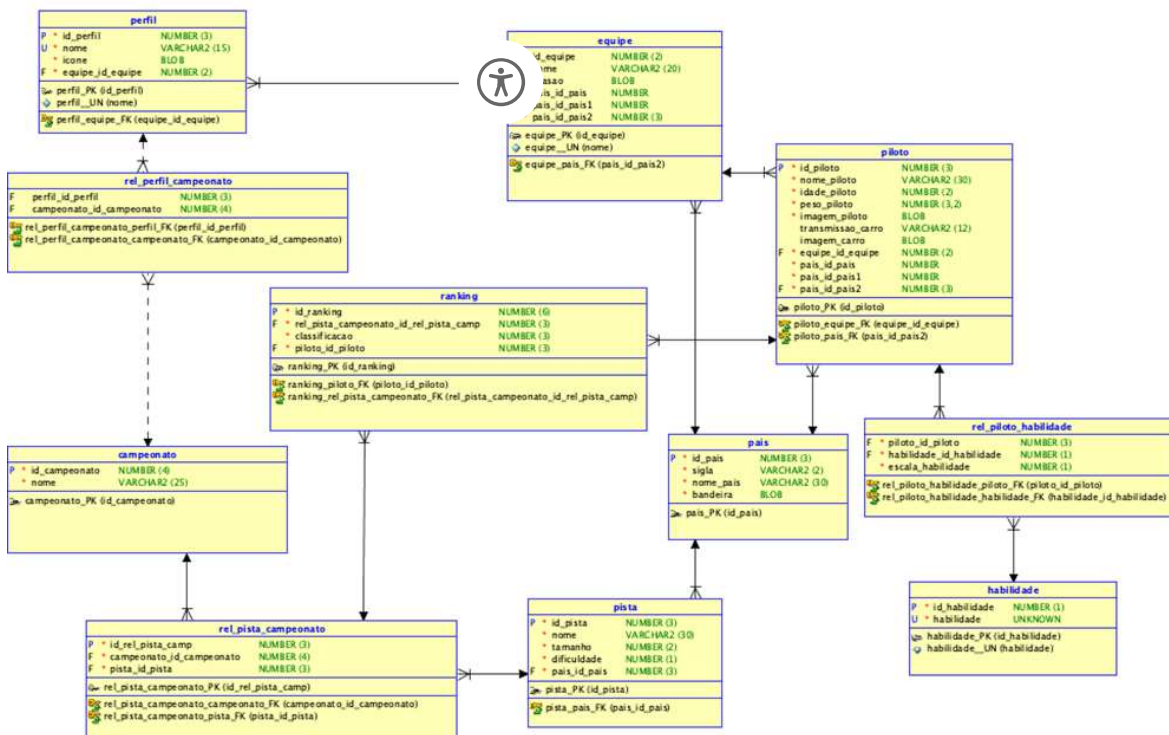 perfil
P * id_perfil NUMBER (3)
U * nome VARCHAR2 (15)
* icone BLOB
F * equipe_id_equipe NUMBER (2)
perfil_PK (id_perfil)
perfil__UN (nome)
perfil_equipe_FK (equipe_id_equipe)
equipe
id_equipe NUMBER (2)
VARCHAR2 (20)
BLOB
NUMBER
pais_id_pais1 NUMBER
pais_id_pais2 NUMBER (3)
equipe_PK (id_equipe)
equipe__UN (nome)
equipe_pais_FK (pais_id_pais2)
piloto
P * id_piloto NUMBER (3)
* nome_piloto VARCHAR2 (30)
* idade_piloto NUMBER (2)
* peso_piloto NUMBER (3,2)
* imagem_piloto BLOB
transmissao_carro VARCHAR2 (12)
imagem_carro BLOB
F * equipe_id_equipe NUMBER (2)
* pais_id_pais NUMBER
* pais_id_pais1 NUMBER
F * pais_id_pais2 NUMBER (3)
piloto_PK (id_piloto)
piloto_equipe_FK (equipe_id_equipe)
piloto_pais_FK (pais_id_pais2)
rel_perfil_campeonato
F perfil_id_perfil NUMBER (3)
F campeonato_id_campeonato NUMBER (4)
rel_perfil_campeonato_perfil_FK (perfil_id_perfil)
rel_perfil_campeonato_campeonato_FK (campeonato_id_campeonato)
ranking
P * id_ranking NUMBER (6)
F * rel_pista_campeonato_id_rel_pista_camp NUMBER (3)
* classificacao NUMBER (3)
F * piloto_id_piloto NUMBER (3)
ranking_PK (id_ranking)
ranking_piloto_FK (piloto_id_piloto)
ranking_rel_pista_campeonato_FK (rel_pista_campeonato_id_rel_pista_camp)
campeonato
P * id_campeonato NUMBER (4)
* nome VARCHAR2 (25)
campeonato_PK (id_campeonato)
pais
P * id_pais NUMBER (3)
* sigla VARCHAR2 (2)
* nome_pais VARCHAR2 (30)
* bandeira BLOB
pais_PK (id_pais)
rel_piloto_habilidade
F * piloto_id_piloto NUMBER (3)
F * habilidade_id_habilidade NUMBER (1)
* escala_habilidade NUMBER (1)
rel_piloto_habilidade_piloto_FK (piloto_id_piloto)
rel_piloto_habilidade_habilidade_FK (habilidade_id_habilidade)
habilidade
P * id_habilidade NUMBER (1)
U * habilidade UNKNOWN
habilidade_PK (id_habilidade)
habilidade__UN (habilidade)
rel_pista_campeonato
P * id_rel_pista_camp NUMBER (3)
F * campeonato_id_campeonato NUMBER (4)
F * pista_id_pista NUMBER (3)
rel_pista_campeonato_PK (id_rel_pista_camp)
rel_pista_campeonato_campeonato_FK (campeonato_id_campeonato)
rel_pista_campeonato_pista_FK (pista_id_pista)
pista
P * id_pista NUMBER (3)
* nome VARCHAR2 (30)
* tamanho NUMBER (2)
* dificuldade NUMBER (1)
F * pais_id_pais NUMBER (3)
pista_PK (id_pista)
pista_pais_FK (pais_id_pais)